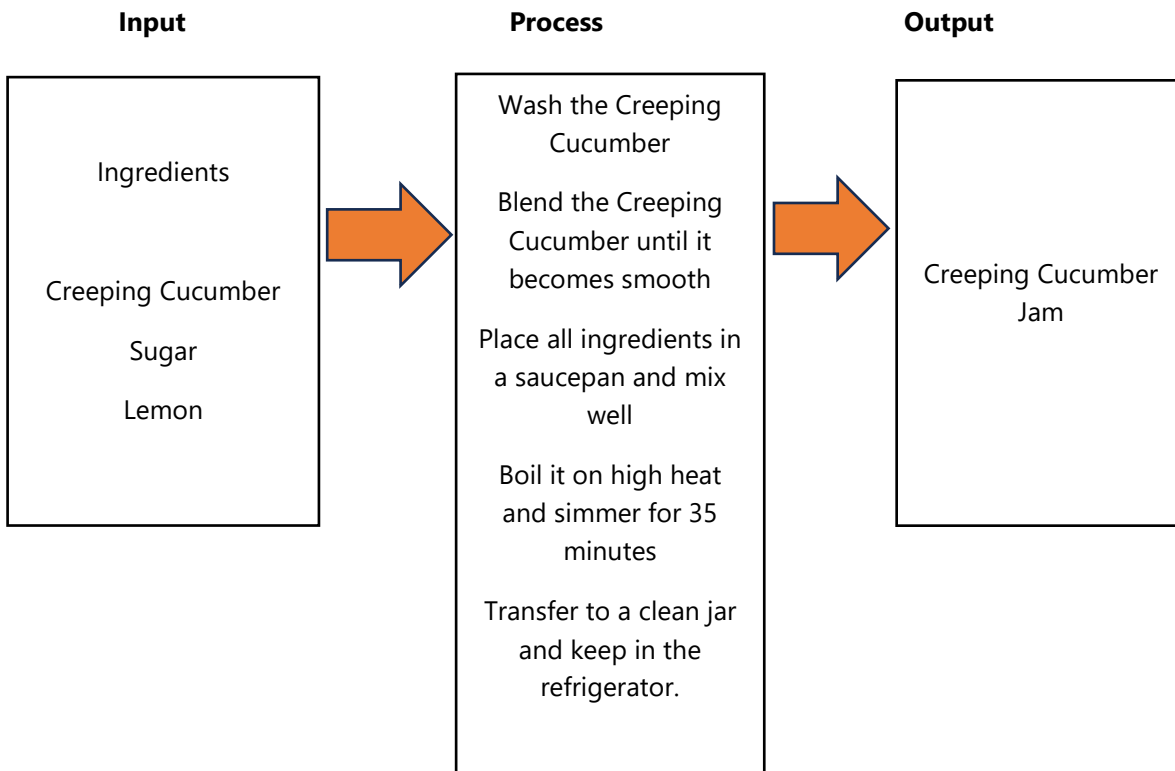 Input
Process
Output
Ingredients
Creeping Cucumber
Sugar
Lemon
Wash the Creeping
Cucumber
Blend the Creeping
Cucumber until it
becomes smooth
Place all ingredients in
a saucepan and mix
well
Boil it on high heat
and simmer for 35
minutes
Transfer to a clean jar
and keep in the
refrigerator.
Creeping Cucumber
Jam